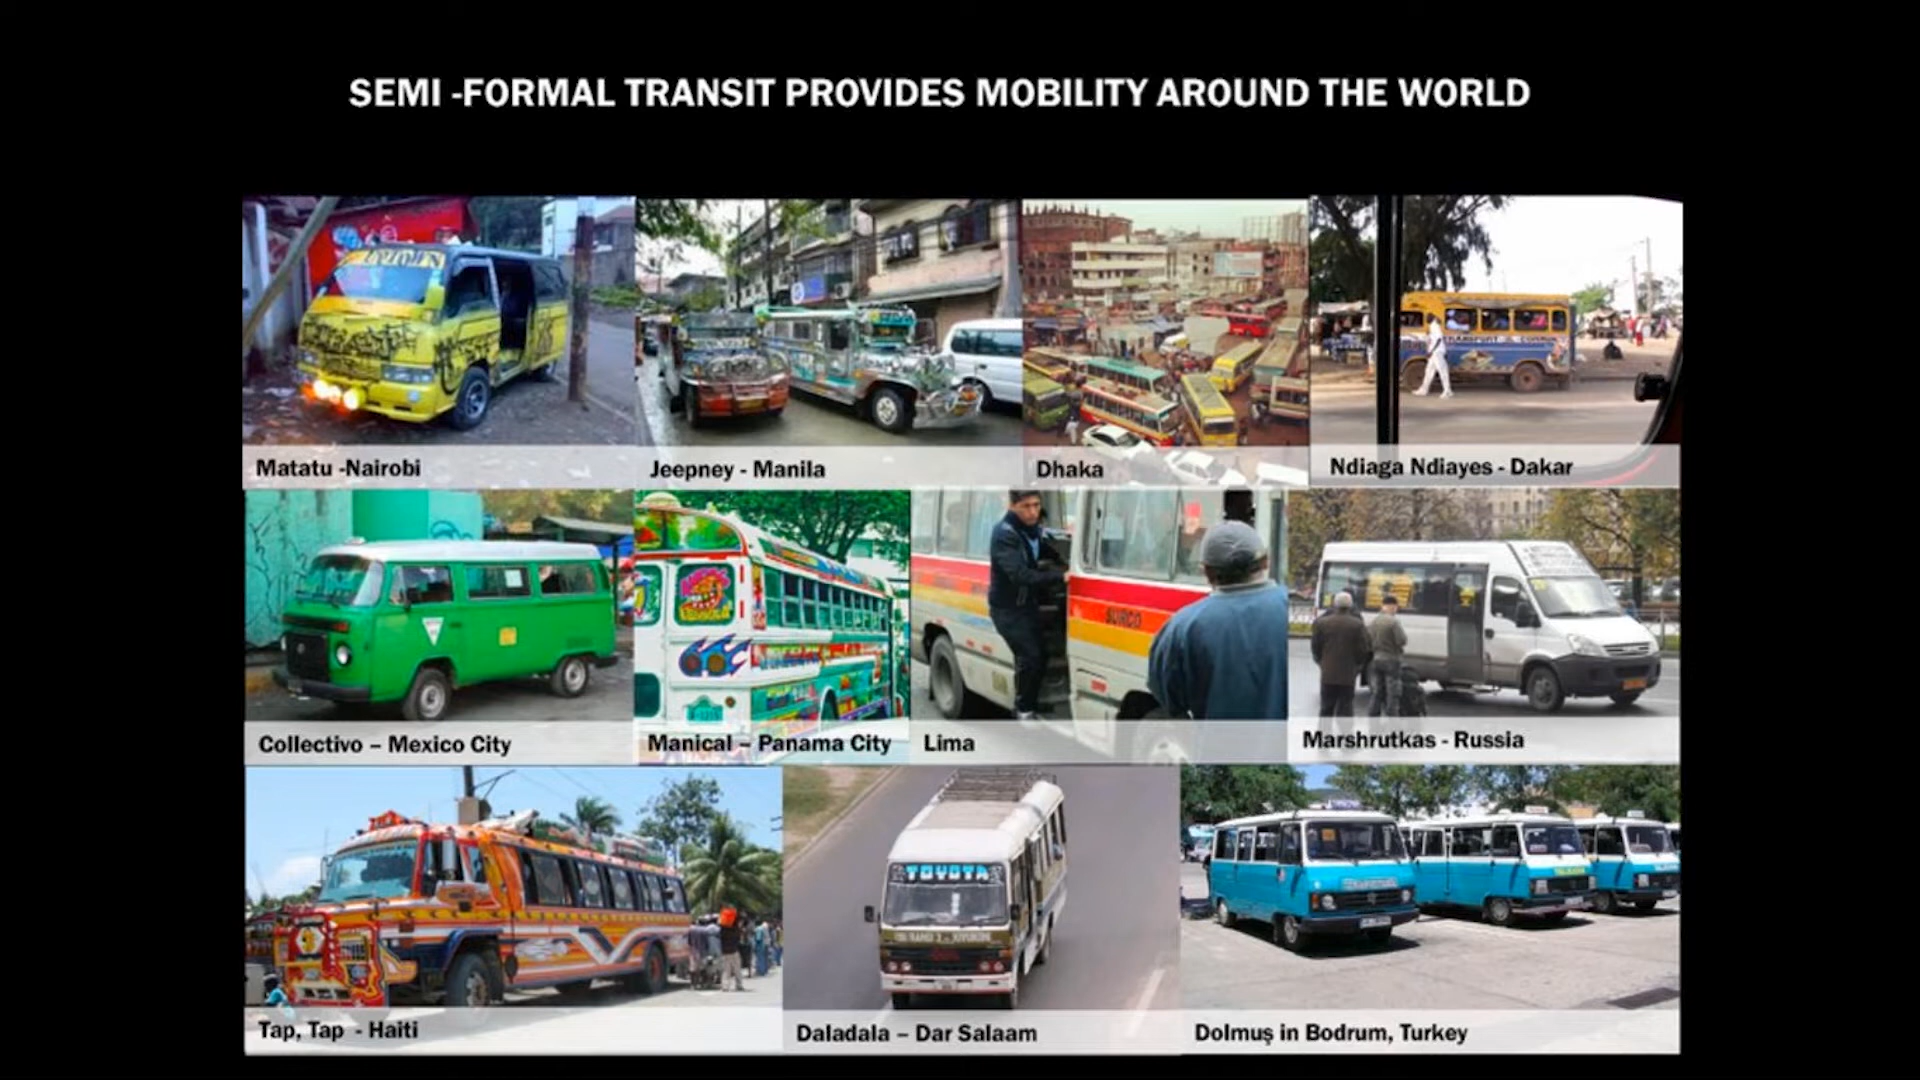 SEMI -FORMAL TRANSIT PROVIDES MOBILITY AROUND THE WORLD
Matatu -Nairobi
Jeepney - Manila
Dhaka
Ndiaga Ndiayes - Dakar
Collectivo – Mexico City
Manical – Panama City
SURCO
Lima
Marshrutkas - Russia
Tap, Tap - Haiti
TOYOTA
Daladala – Dar Salaam
Dolmuş in Bodrum, Turkey